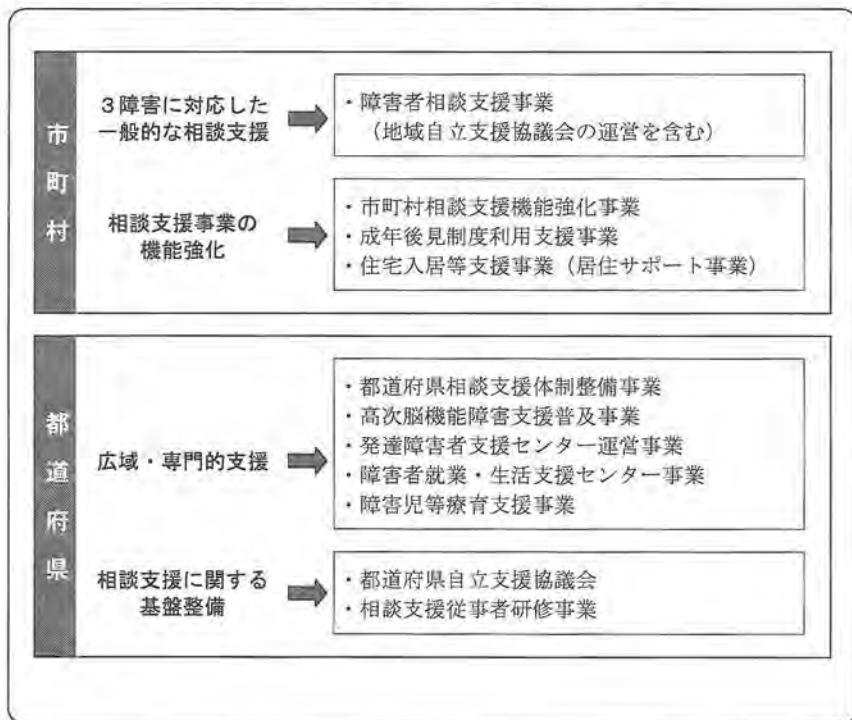 市町村
3障害に対応した
一般的な相談支援
・障害者相談支援事業
（地域自立支援協議会の運営を含む）
相談支援事業の
機能強化
・市町村相談支援機能強化事業
・成年後見制度利用支援事業
・住宅入居等支援事業（居住サポート事業）
都道府県
広域・専門的支援
・都道府県相談支援体制整備事業
・高次脳機能障害支援普及事業
・発達障害者支援センター運営事業
・障害者就業・生活支援センター事業
・障害児等療育支援事業
相談支援に関する
基盤整備
・都道府県自立支援協議会
・相談支援従事者研修事業